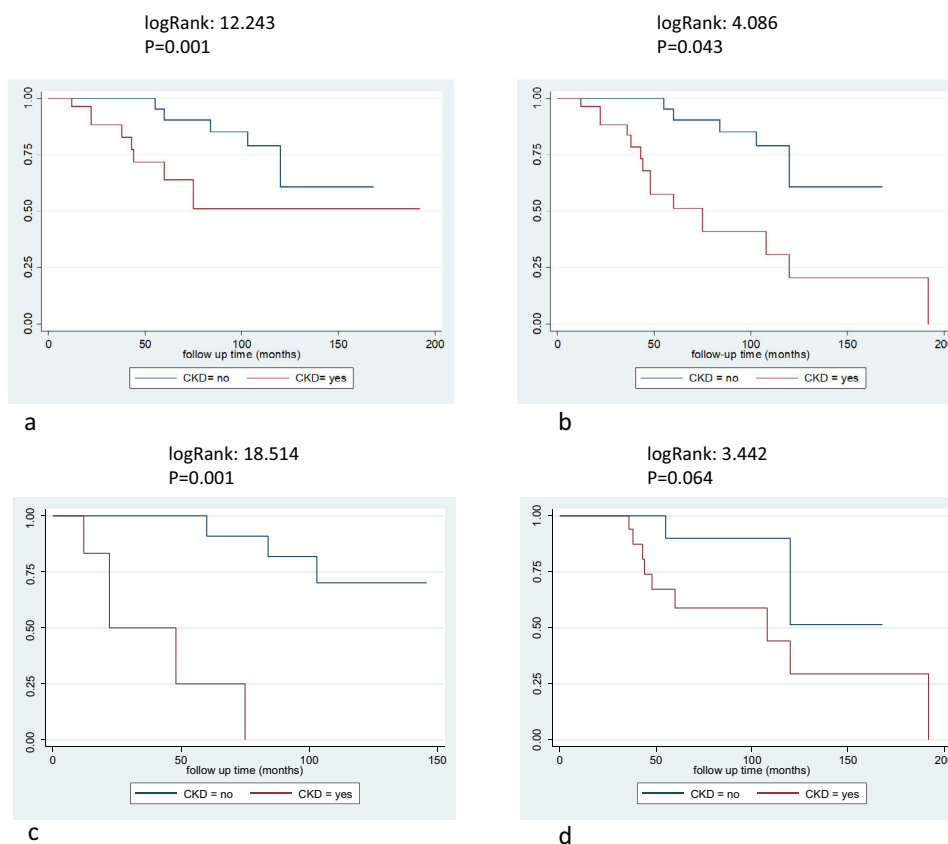 logRank: 12.243
P=0.001
logRank: 4.086
P=0.043
1.00
0.75
0.50
0.25
0.00
0 50 100 150 200
follow up time (months)
CKD= no CKD= yes
a
1.00
0.75
0.50
0.25
0.00
0 50 100 150 200
follow-up time (months)
CKD = no CKD = yes
b
logRank: 18.514
P=0.001
logRank: 3.442
P=0.064
1.00
0.75
0.50
0.25
0.00
0 50 100 150
follow up time (months)
CKD = no CKD = yes
c
1.00
0.75
0.50
0.25
0.00
0 50 100 150
follow up time (months)
CKD = no CKD = yes
d